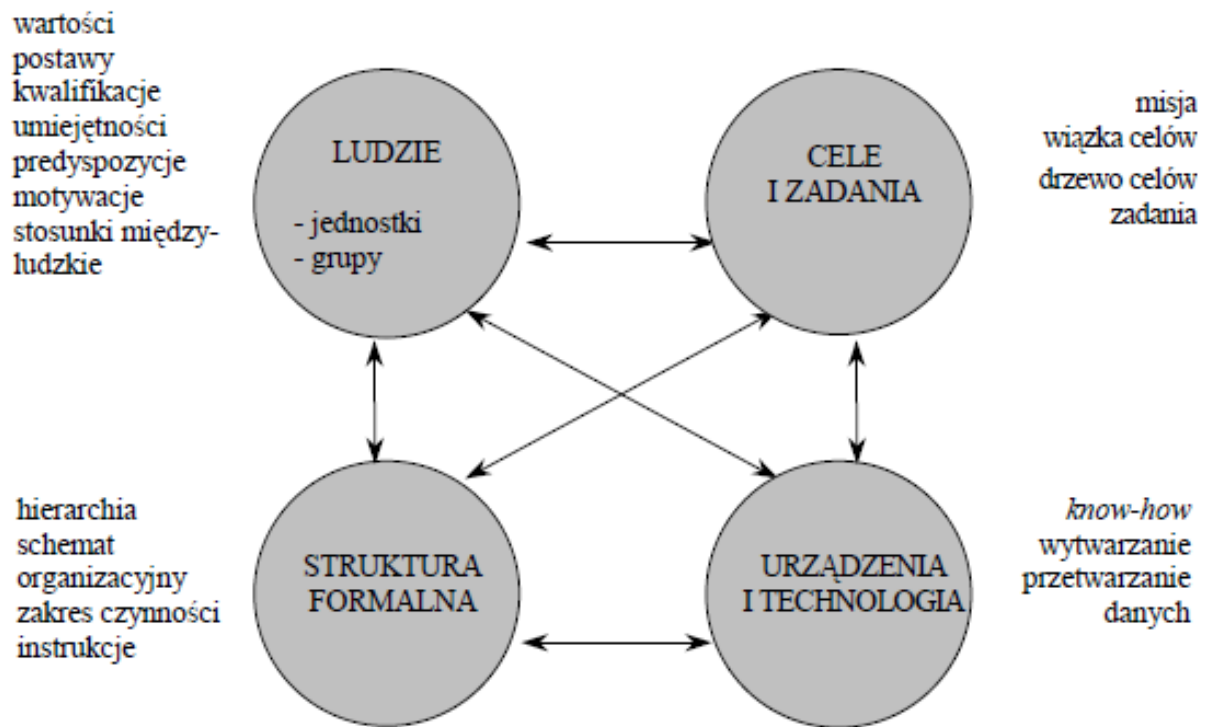 wartości
postawy
kwalifikacje
umiejętności
predyspozycje
motywacje
stosunki między-
ludzkie
LUDZIE
- jednostki
- grupy
CELE
I ZADANIA
misja
wiązka celów
drzewo celów
zadania
hierarchia
schemat
organizacyjny
zakres czynności
instrukcje
STRUKTURA
FORMALNA
URZĄDZENIA
I TECHNOLOGIA
know-how
wytwarzanie
przetwarzanie
danych